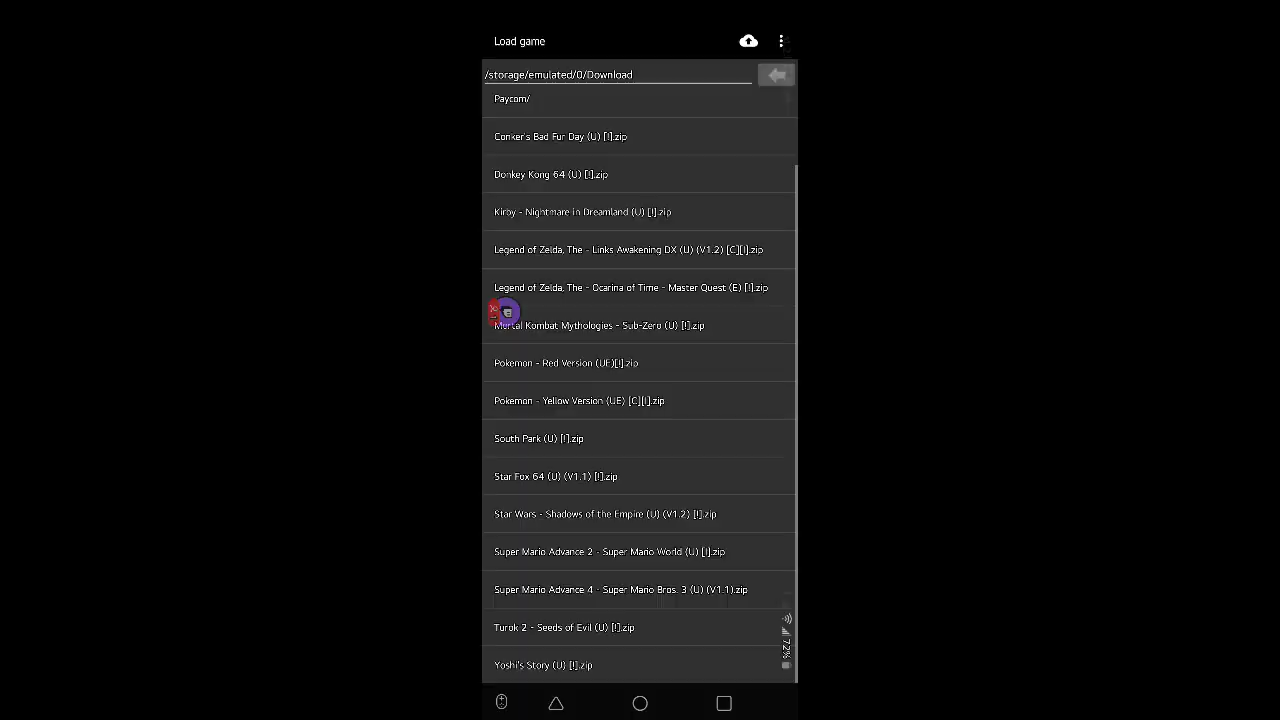 Load game
/storage/emulated/0/Download
Paycom/
Conker's Bad Fur Day (U) [!].zip
Donkey Kong 64 (U) [!].zip
Kirby - Nightmare in Dreamland (U) [!].zip
Legend of Zelda, The - Links Awakening DX (U) (V1.2) [C][!].zip
Legend of Zelda, The - Ocarina of Time - Master Quest (E) [!].zip
Mortal Kombat Mythologies - Sub-Zero (U) [!].zip
Pokemon - Red Version (UE)[!].zip
Pokemon - Yellow Version (UE) [C][!].zip
South Park (U) [!].zip
Star Fox 64 (U) (V1.1) [!].zip
Star Wars - Shadows of the Empire (U) (V1.2) [!].zip
Super Mario Advance 2 - Super Mario World (U) [!].zip
Super Mario Advance 4 - Super Mario Bros. 3 (U) (V1.1).zip
Turok 2 - Seeds of Evil (U) [!].zip
72%
Yoshi's Story (U) [!].zip